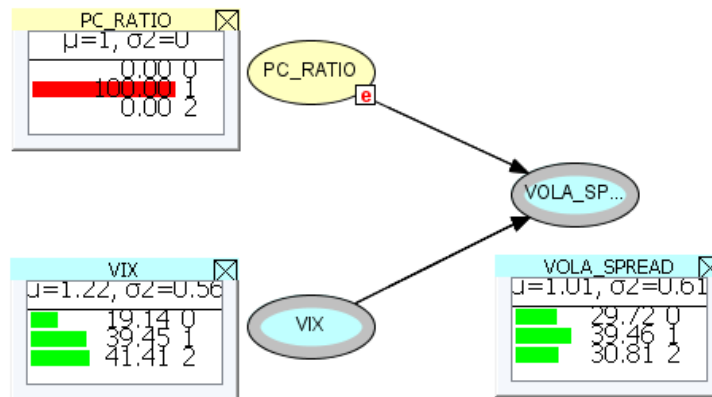 PC_RATIO
μ=1, σ2=0
0.00 0
100.00 1
0.00 2
PC_RATIO
e
VOLA_SP...
VIX
μ=1.22, σ2=0.56
19.14 0
39.45 1
41.41 2
VIX
VOLA_SPREAD
μ=1.01, σ2=0.61
29.72 0
39.46 1
30.81 2